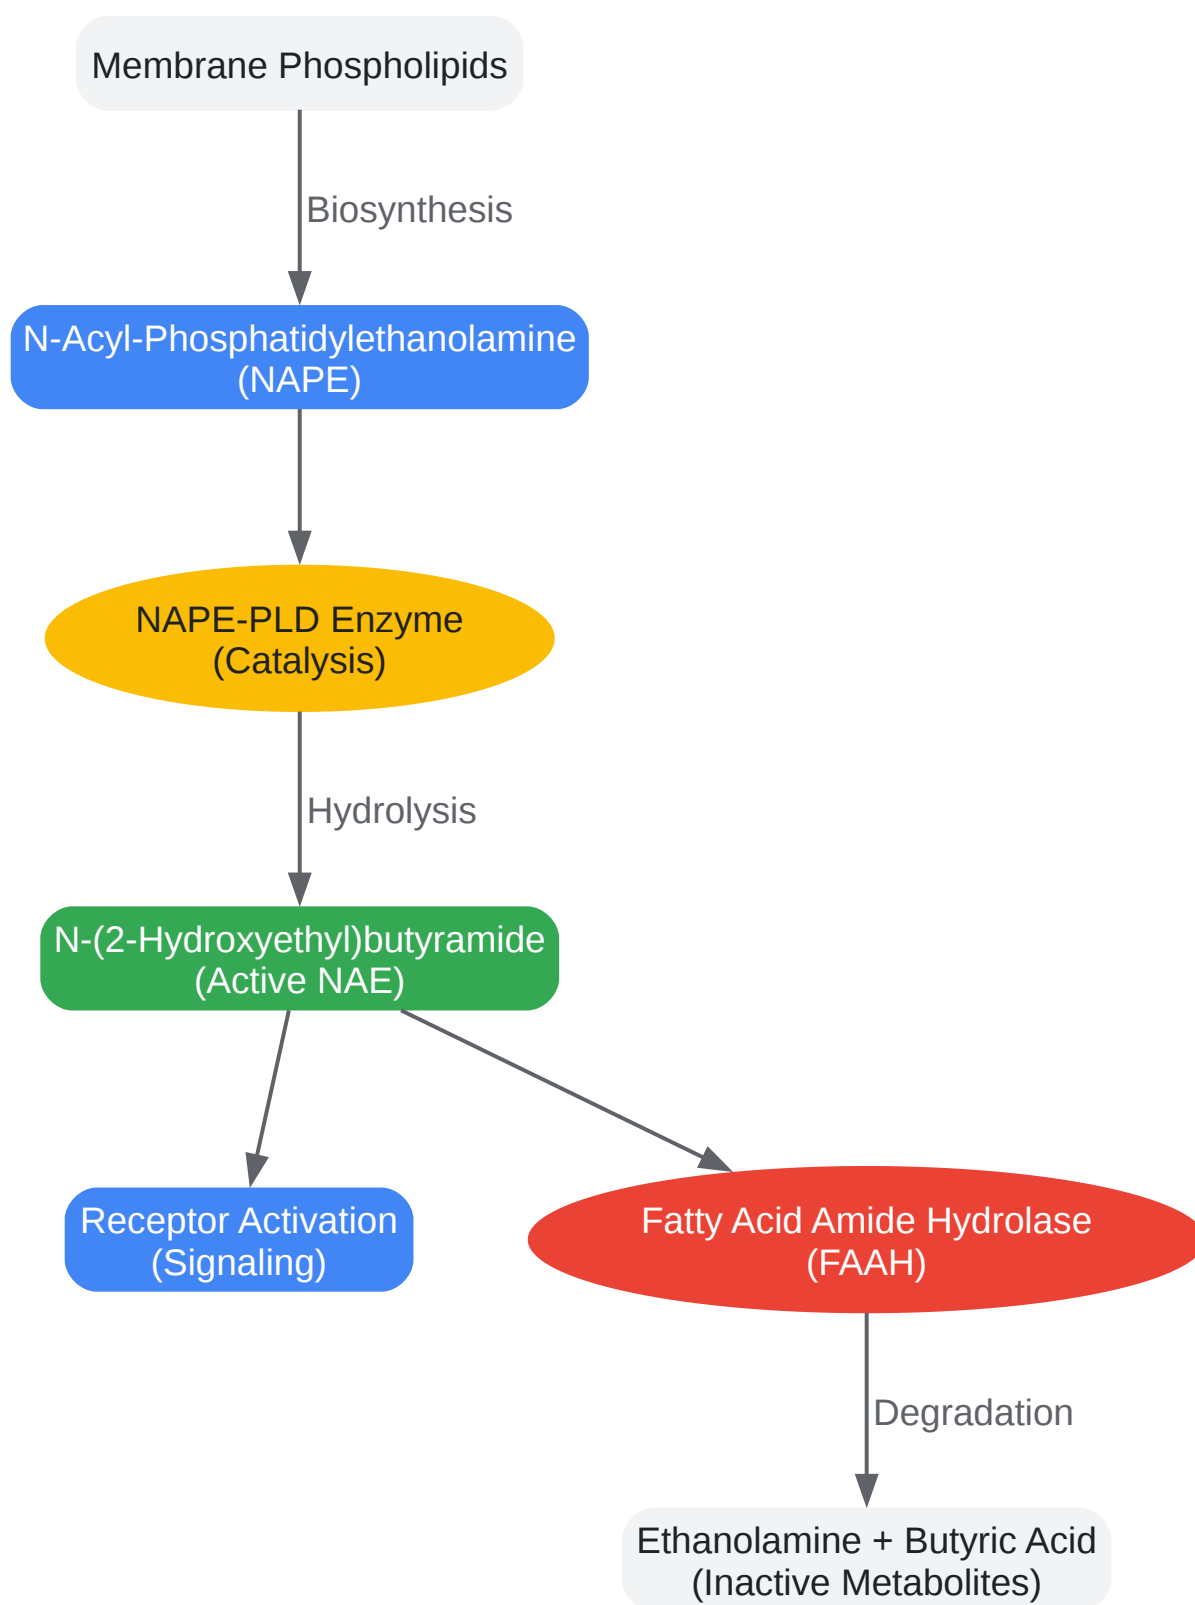 Membrane Phospholipids
Biosynthesis
N-Acyl-Phosphatidylethanolamine
(NAPE)
NAPE-PLD Enzyme
(Catalysis)
Hydrolysis
N-(2-Hydroxyethyl)butyramide
(Active NAE)
Receptor Activation
(Signaling)
Fatty Acid Amide Hydrolase
(FAAH)
Degradation
Ethanolamine + Butyric Acid
(Inactive Metabolites)